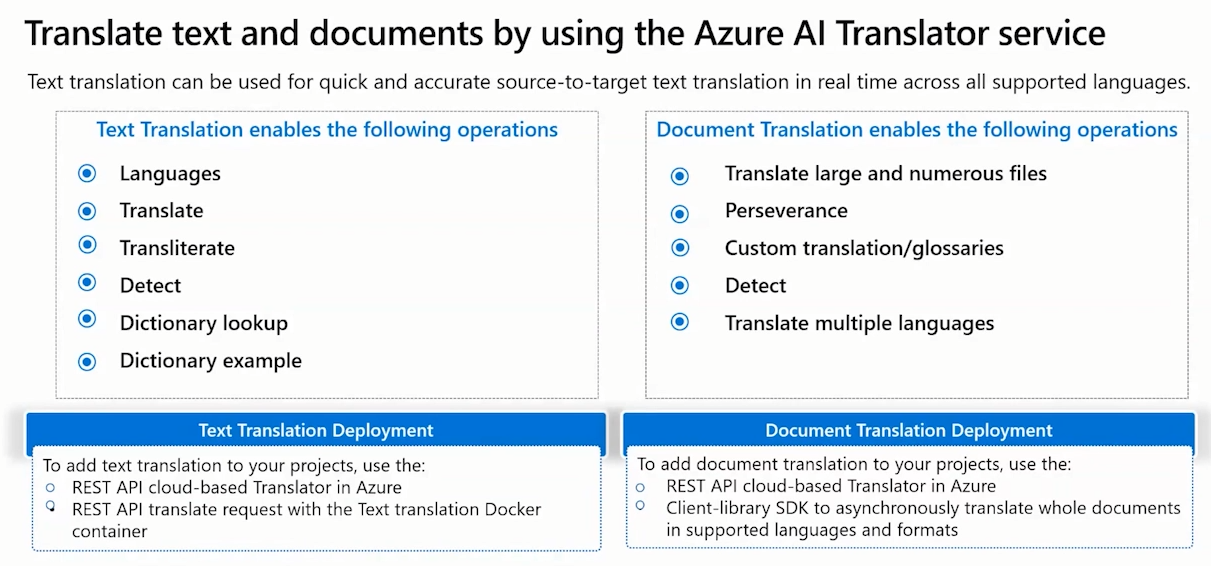 Translate text and documents by using the Azure AI Translator service
Text translation can be used for quick and accurate source-to-target text translation in real time across all supported languages.
Text Translation enables the following operations
Languages
Translate
Transliterate
Detect
Dictionary lookup
Dictionary example
Document Translation enables the following operations
Translate large and numerous files
Perseverance
Custom translation/glossaries
Detect
Translate multiple languages
Text Translation Deployment
To add text translation to your projects, use the:
REST API cloud-based Translator in Azure
REST API translate request with the Text translation Docker
container
Document Translation Deployment
To add document translation to your projects, use the:
REST API cloud-based Translator in Azure
Client-library SDK to asynchronously translate whole documents
in supported languages and formats